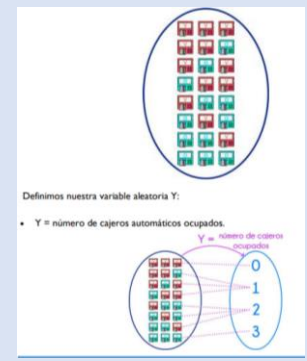 Definimos nuestra variable aleatoria Y:
• Y = número de cajeros automáticos ocupados.
Y = número de cajeros
ocupados
0
1
2
3